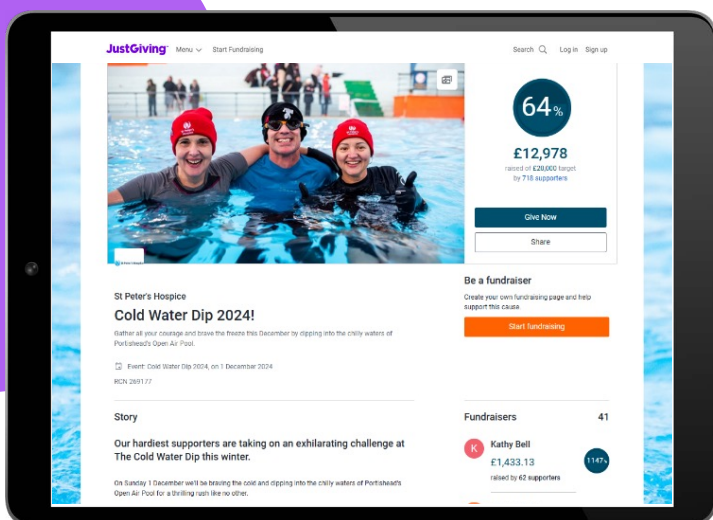 JustGiving™ Menu Start Fundraising Search Log in Sign up
64%
£12,978
raised of £20,000 target
by 718 supporters
Give Now
Share
St Peter's Hospice
Cold Water Dip 2024!
Gather all your courage and brave the freeze this December by dipping into the chilly waters of
Portishead's Open Air Pool.
Event: Cold Water Dip 2024, on 1 December 2024
RCN 269177
Be a fundraiser
Create your own fundraising page and help
support this cause.
Start fundraising
Story
Our hardiest supporters are taking on an exhilarating challenge at
The Cold Water Dip this winter.
On Sunday 1 December we'll be braving the cold and dipping into the chilly waters of Portishead's
Open Air Pool for a thrilling rush like no other.
Fundraisers 41
K
Kathy Bell
£1,433.13
raised by 62 supporters
1147%